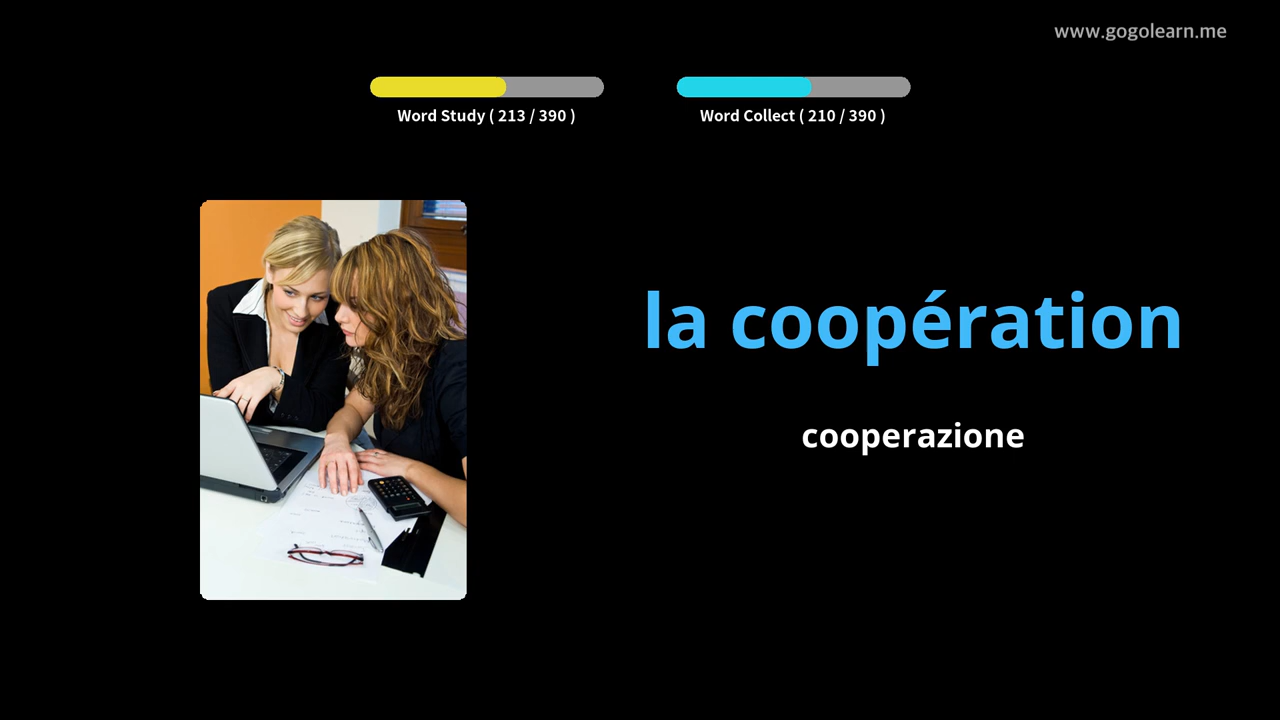 www.gogolearn.me
Word Study ( 213 / 390 )
Word Collect ( 210 / 390 )
la coopération
cooperazione